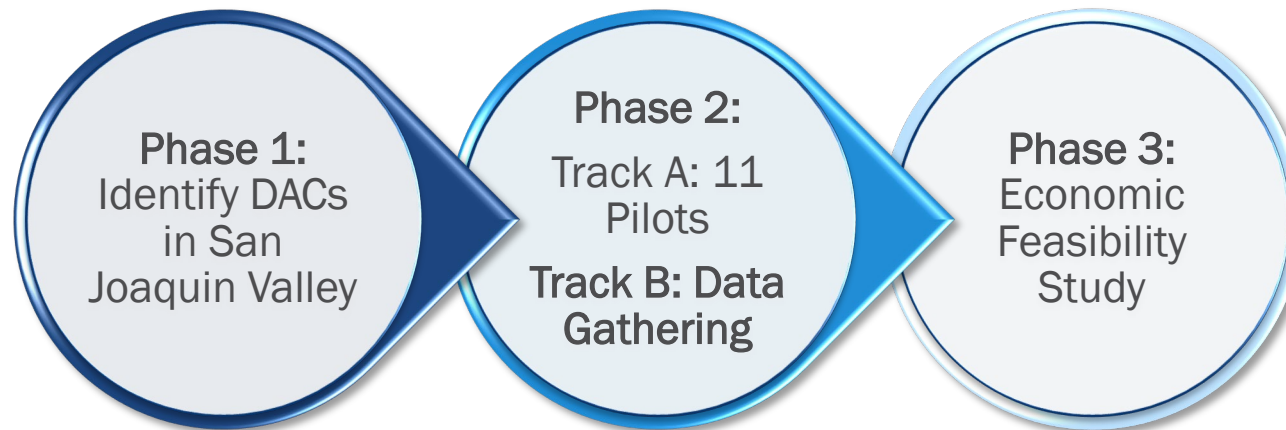 Phase 1:
Identify DACs
in San
Joaquin Valley
Phase 2:
Track A: 11
Pilots
Track B: Data
Gathering
Phase 3:
Economic
Feasibility
Study